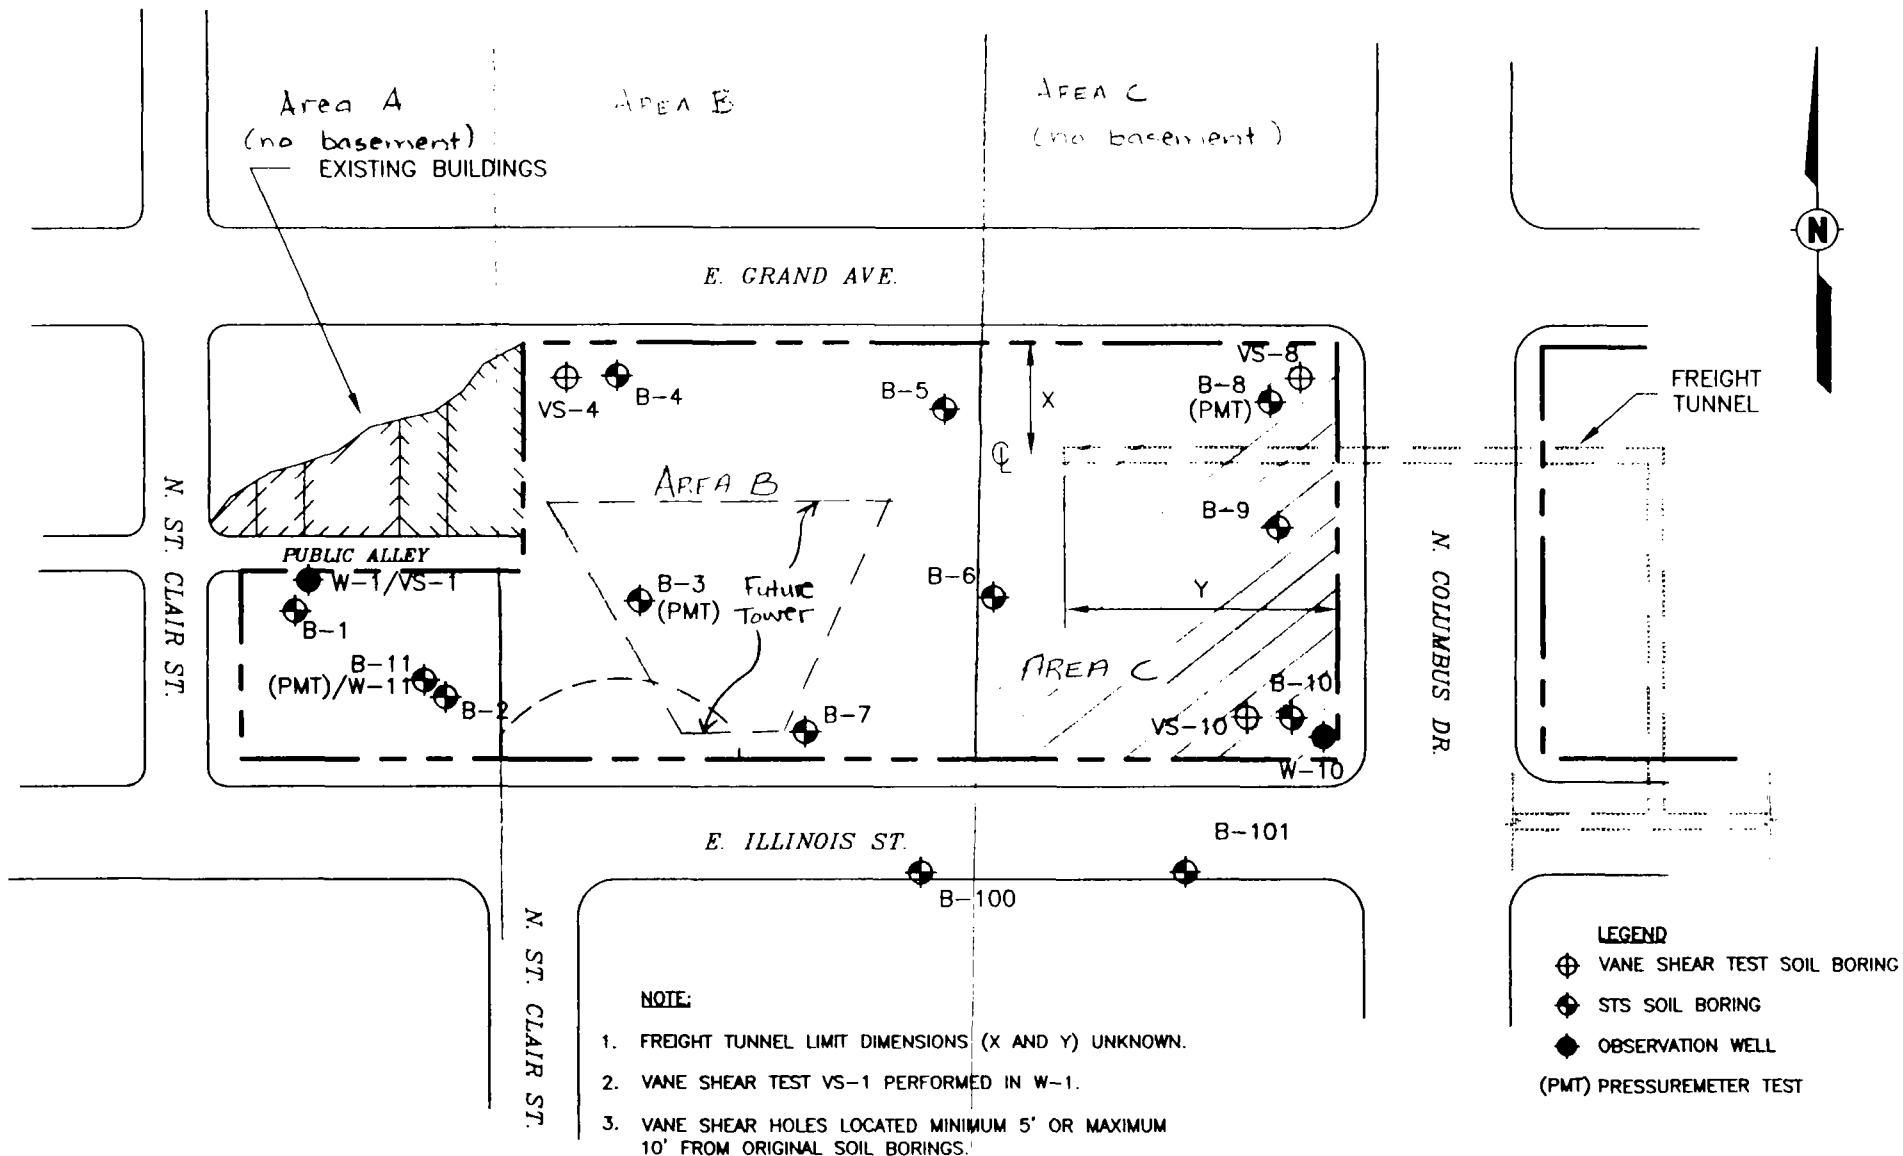 Area A
(no basement)
EXISTING BUILDINGS
AREA B
AREA C
(no basement)
N
E. GRAND AVE.
VS-4
B-4
B-5
VS-8
B-8
(PMT)
X
FREIGHT
TUNNEL
CL
AREA B
B-9
N. ST. CLAIR ST.
PUBLIC ALLEY
W-1/VS-1
B-1
B-3
(PMT)
Future
Tower
B-6
Y
N. COLUMBUS DR.
B-11
(PMT)/W-11
B-2
AREA C
B-7
B-10
VS-10
W-10
E. ILLINOIS ST.
B-101
B-100
N. ST. CLAIR ST.
LEGEND
VANE SHEAR TEST SOIL BORING
STS SOIL BORING
OBSERVATION WELL
(PMT) PRESSUREMETER TEST
NOTE:
1. FREIGHT TUNNEL LIMIT DIMENSIONS (X AND Y) UNKNOWN.
2. VANE SHEAR TEST VS-1 PERFORMED IN W-1.
3. VANE SHEAR HOLES LOCATED MINIMUM 5' OR MAXIMUM
10' FROM ORIGINAL SOIL BORINGS.